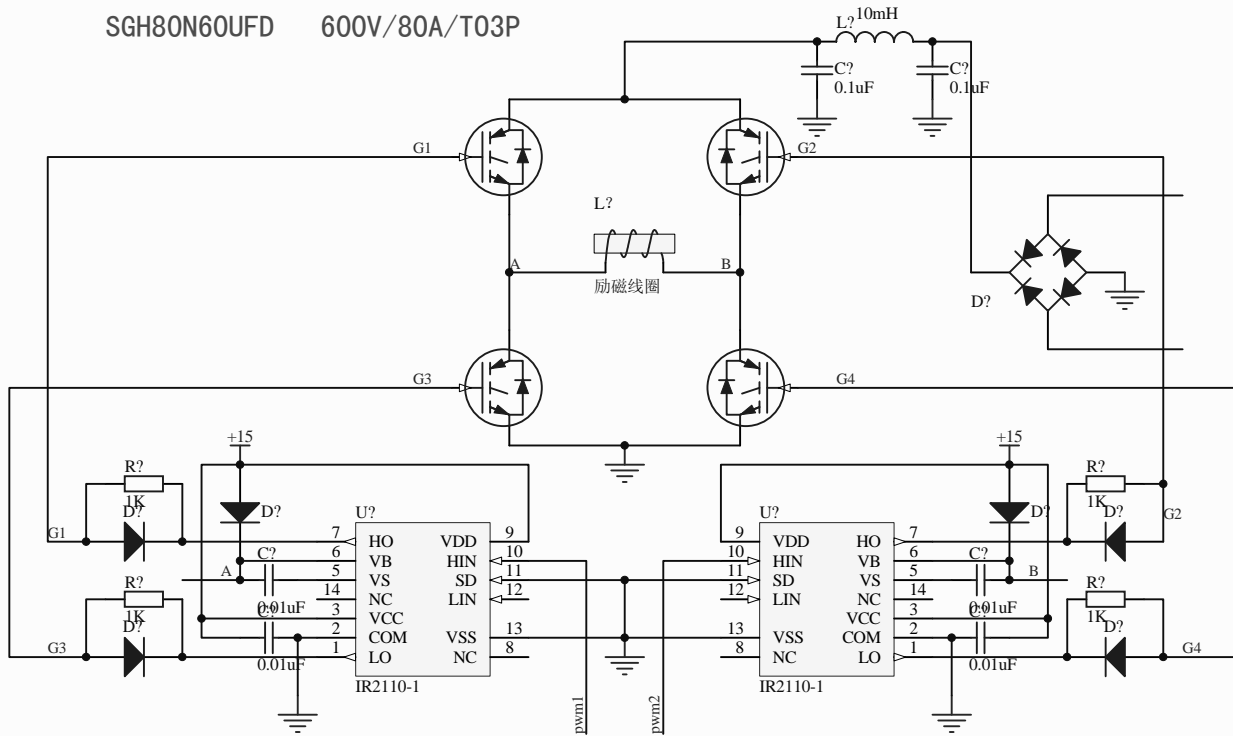 SGH80N60UFD 600V/80A/TO3P
L? 10mH
C?
0.1uF
C?
0.1uF
G1
G2
L?
A
B
励磁线圈
D?
G3
G4
+15
+15
R?
1K
D?
G1
D?
U?
7 HO VDD 9
6 VB HIN 10
5 VS SD 11
14 NC LIN 12
3 VCC
2 COM VSS 13
1 LO NC 8
IR2110-1
C?
0.01uF
A
C?
0.01uF
R?
1K
D?
G3
pwm1
pwm2
U?
9 VDD HO 7
10 HIN VB 6
11 SD VS 5
12 LIN NC 14
VCC 3
13 VSS COM 2
8 NC LO 1
IR2110-1
D?
C?
0.01uF
B
C?
0.01uF
R?
1K
D?
G2
R?
1K
D?
G4